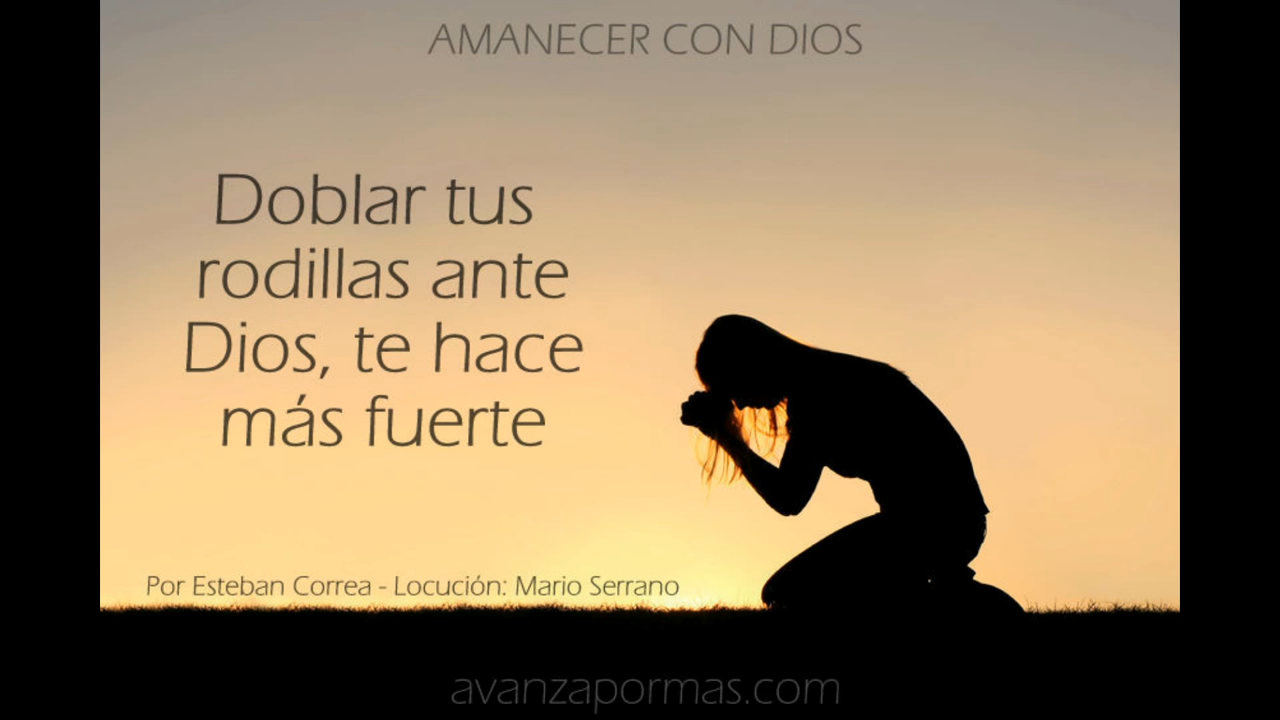 AMANECER CON DIOS
Doblar tus
rodillas ante
Dios, te hace
más fuerte
Por Esteban Correa - Locución: Mario Serrano
avanzapormas.com